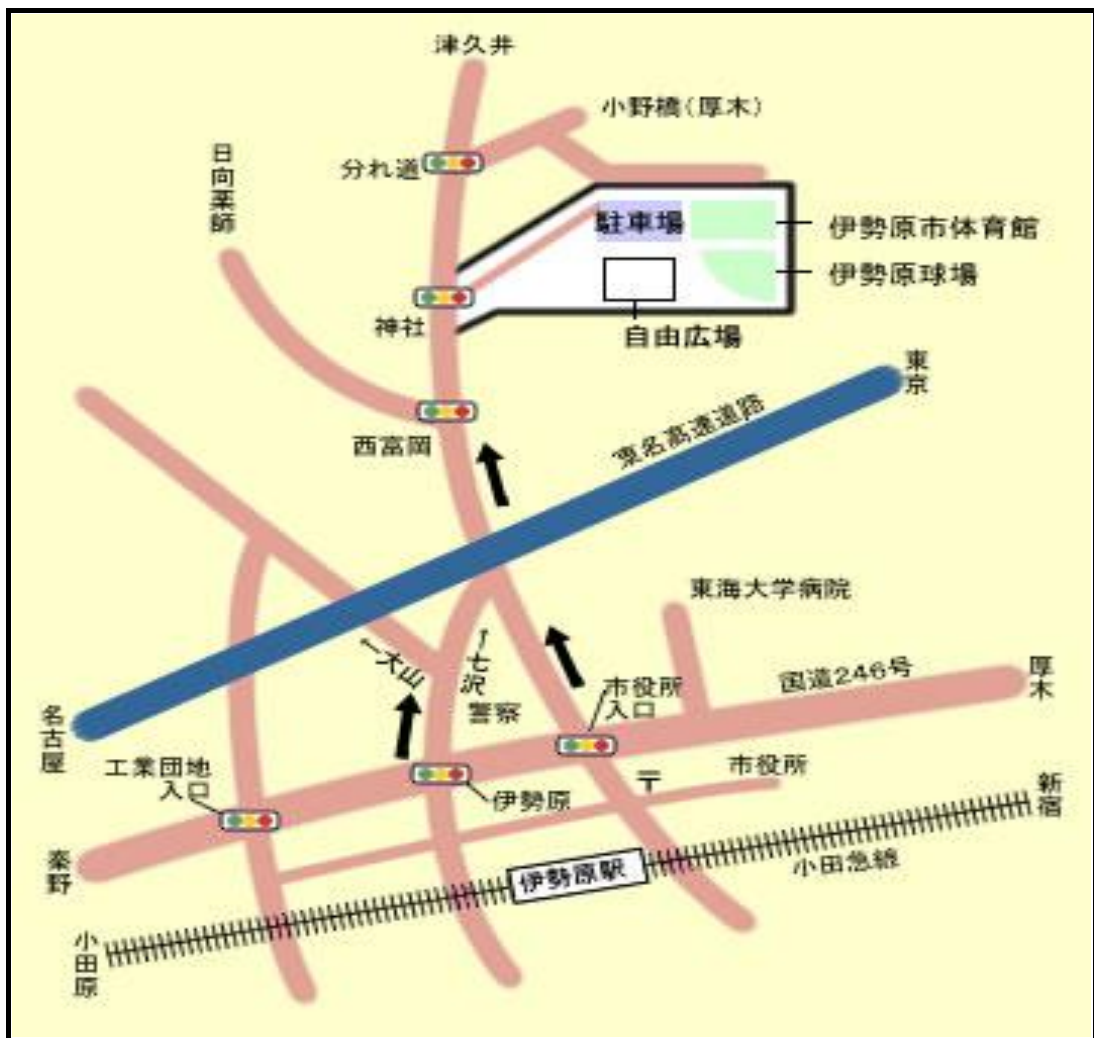 津久井
小野橋(厚木)
分れ道
日向薬師
駐車場
伊勢原市体育館
伊勢原球場
神社
自由広場
東京
西富岡
東名高速道路
東海大学病院
←大山
←七沢
厚木
国道246号
市役所
入口
警察
名古屋
工業団地
入口
〒
市役所
伊勢原
新宿
秦野
伊勢原駅
小田急線
小田原